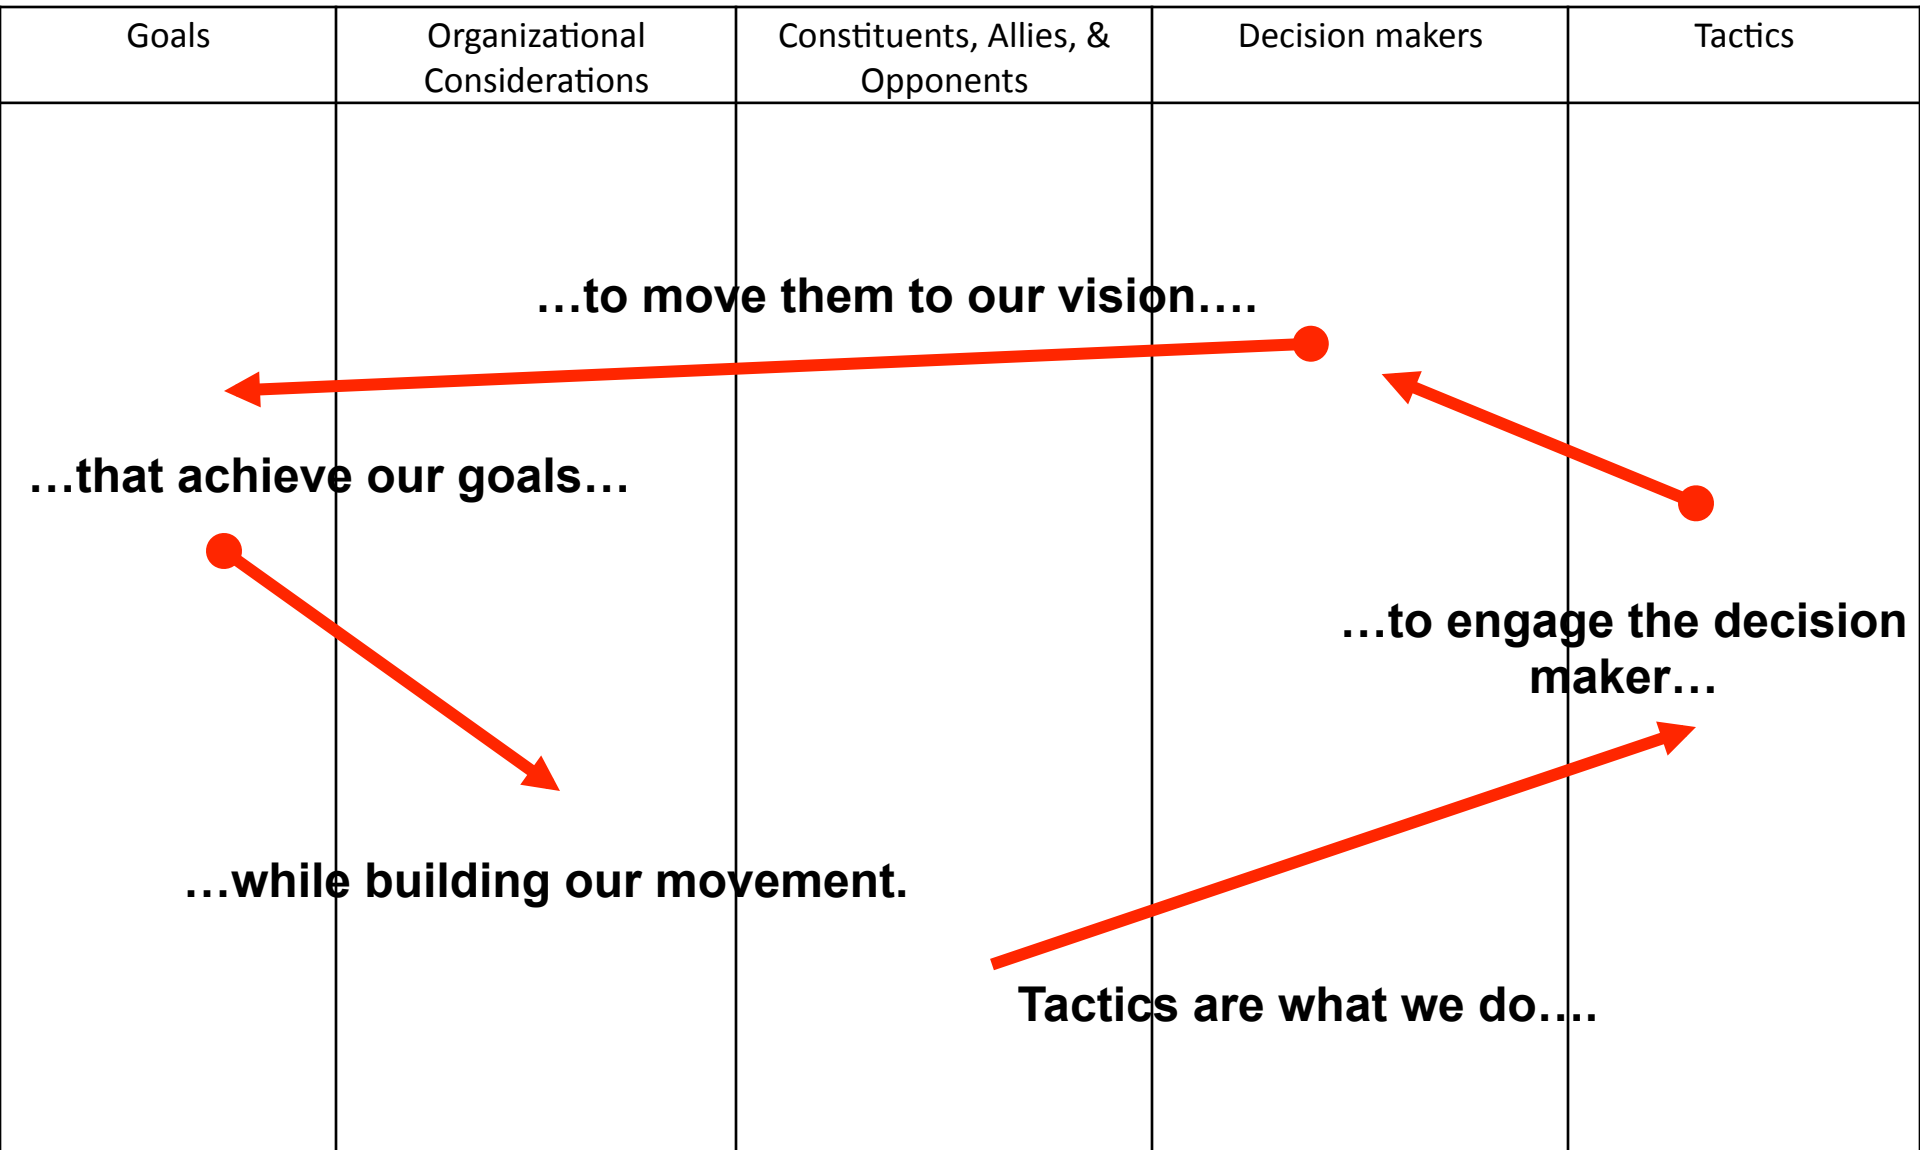 Goals
Organizational
Considerations
Constituents, Allies, &
Opponents
Decision makers
Tactics
…to move them to our vision….
…that achieve our goals…
…to engage the decision
maker…
…while building our movement.
Tactics are what we do….